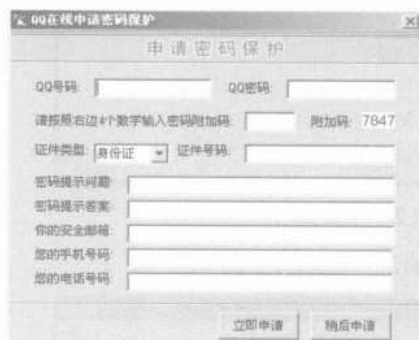 QQ在线申请密码保护
申请密码保护
QQ号码: QQ密码:
请按照右边4个数字输入密码附加码: 附加码: 7847
证件类型: 身份证 证件号码:
密码提示问题:
密码提示答案:
你的安全邮箱:
您的手机号码:
您的电话号码:
立即申请 稍后申请